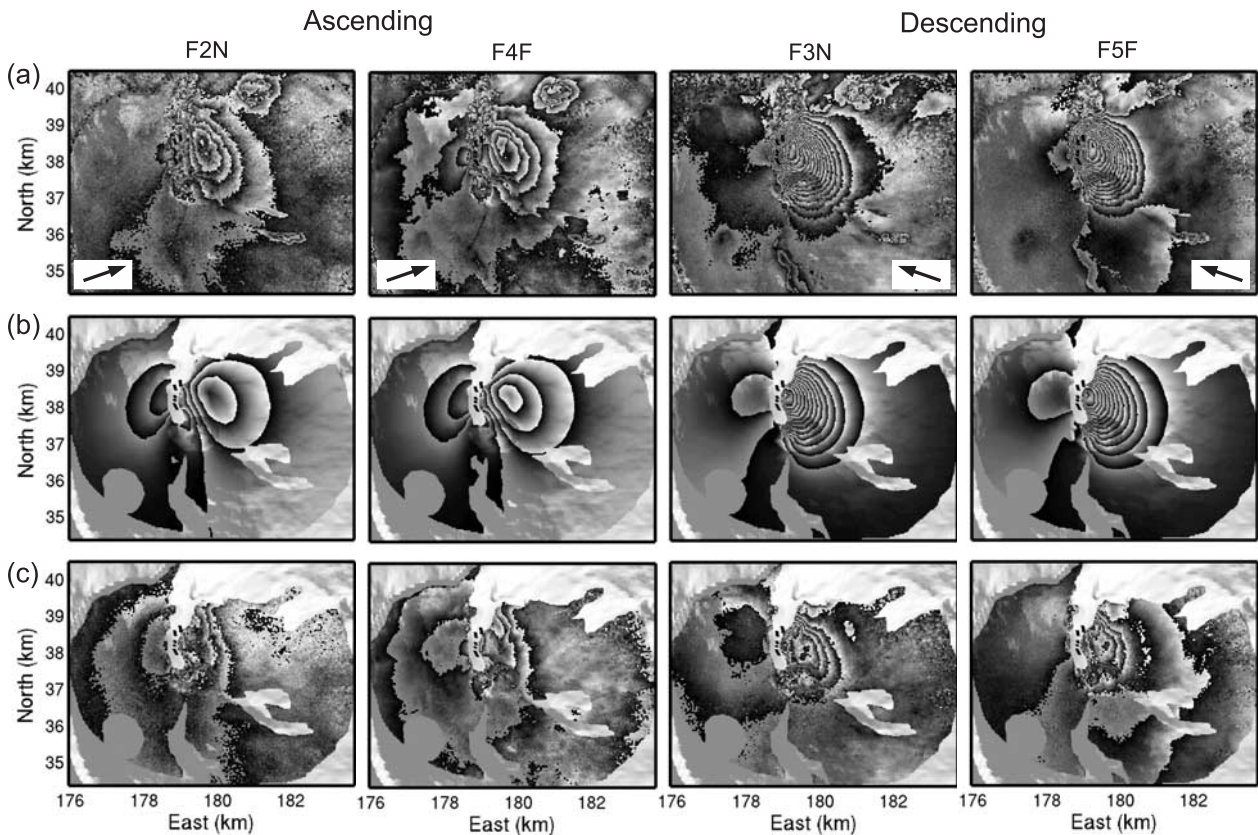 Ascending Descending
F2N F4F F3N F5F
(a)
40
39
38
37
36
35
North (km)
(b)
40
39
38
37
36
35
North (km)
(c)
40
39
38
37
36
35
North (km)
176 178 180 182 176 178 180 182 176 178 180 182 176 178 180 182
East (km) East (km) East (km) East (km)